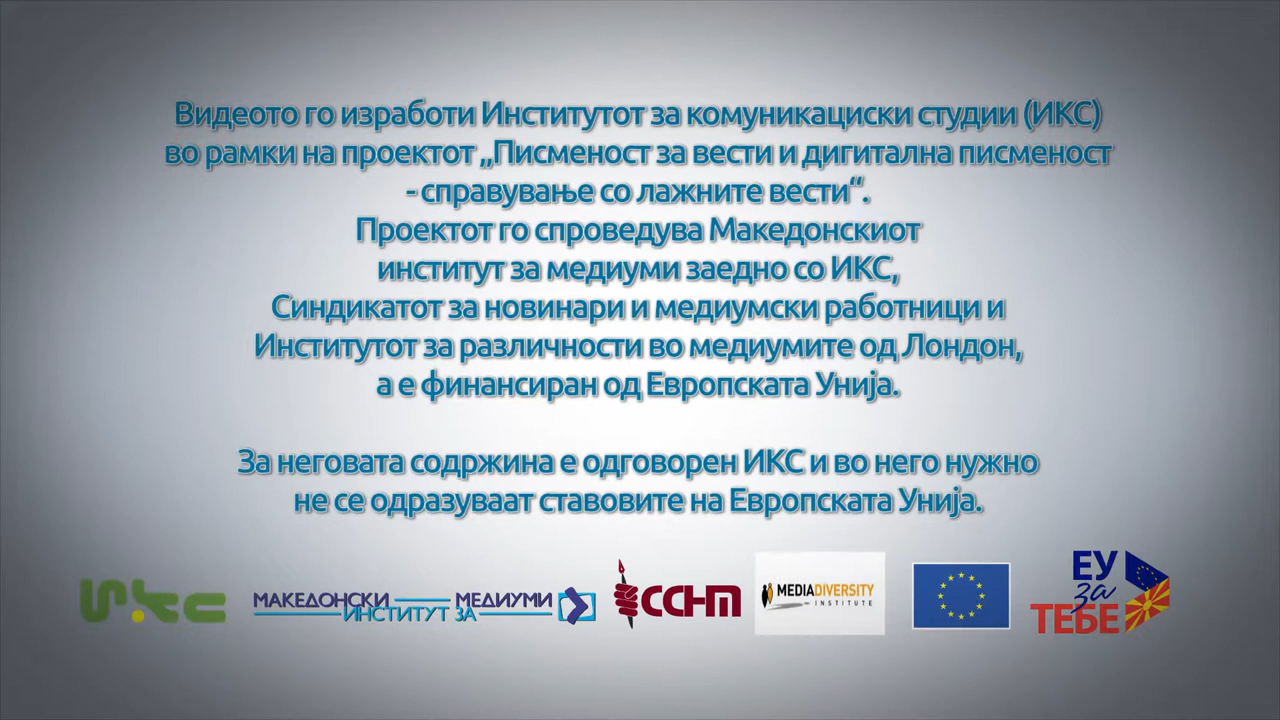 Видеото го изработи Институтот за комуникациски студии (ИКС)
во рамки на проектот „Писменост за вести и дигитална писменост
- справување со лажните вести“.
Проектот го спроведува Македонскиот
институт за медиуми заедно со ИКС,
Синдикатот за новинари и медиумски работници и
Институтот за различности во медиумите од Лондон,
а е финансиран од Европската Унија.
За неговата содржина е одговорен ИКС и во него нужно
не се одразуваат ставовите на Европската Унија.
икс
МАКЕДОНСКИ МЕДИУМИ
ИНСТИТУТ ЗА
ССНМ
MEDIADIVERSITY
INSTITUTE
ЕУ
за
ТЕБЕ